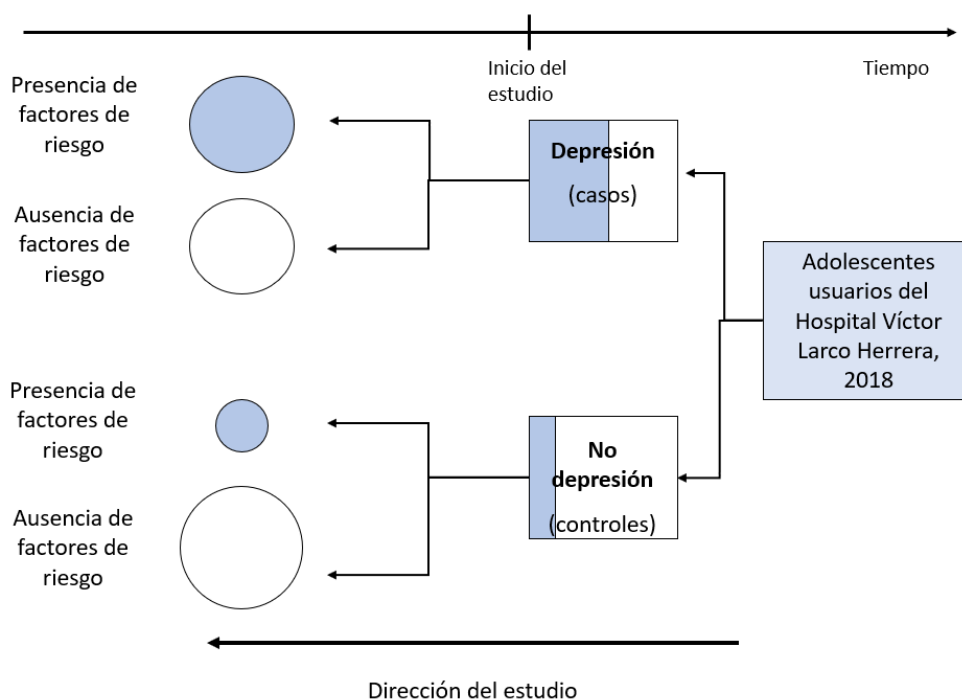 Inicio del
estudio
Tiempo
Presencia de
factores de
riesgo
Ausencia de
factores de
riesgo
Depresión
(casos)
Adolescentes
usuarios del
Hospital Víctor
Larco Herrera,
2018
Presencia de
factores de
riesgo
Ausencia de
factores de
riesgo
No
depresión
(controles)
Dirección del estudio